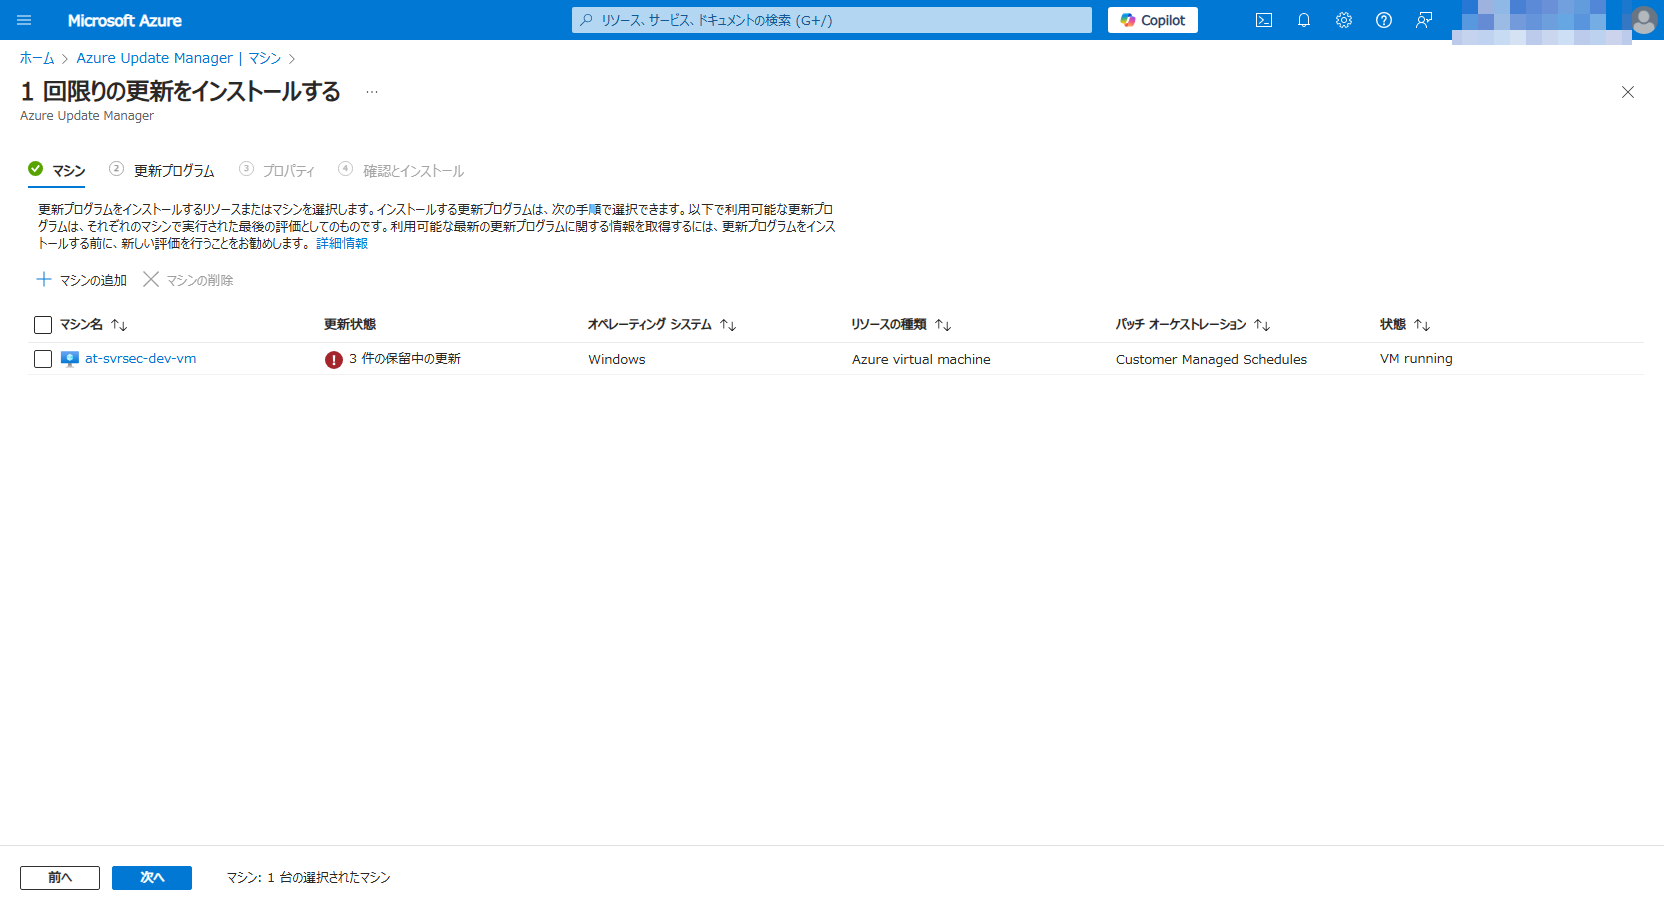 Microsoft Azure
リソース、サービス、ドキュメントの検索 (G+/)
Copilot
ホーム > Azure Update Manager | マシン >
1 回限りの更新をインストールする ...
Azure Update Manager
マシン
2 更新プログラム
3 プロパティ
4 確認とインストール
更新プログラムをインストールするリソースまたはマシンを選択します。インストールする更新プログラムは、次の手順で選択できます。以下で利用可能な更新プロ
グラムは、それぞれのマシンで実行された最後の評価としてのものです。利用可能な最新の更新プログラムに関する情報を取得するには、更新プログラムをインス
トールする前に、新しい評価を行うことをお勧めします。 詳細情報
マシンの追加 マシンの削除
マシン名 ↑↓ 更新状態 オペレーティング システム ↑↓ リソースの種類 ↑↓ パッチ オーケストレーション ↑↓ 状態 ↑↓
at-svrsec-dev-vm 3 件の保留中の更新 Windows Azure virtual machine Customer Managed Schedules VM running
前へ 次へ マシン: 1 台の選択されたマシン